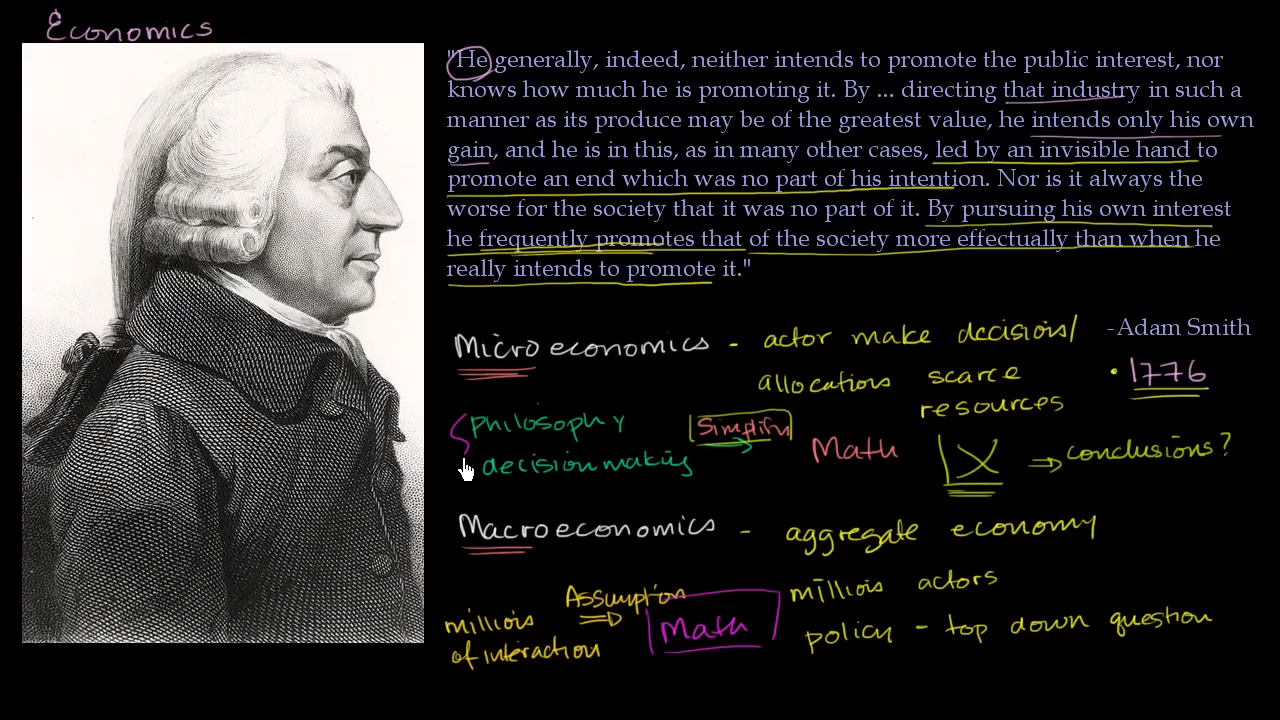 Economics
"He generally, indeed, neither intends to promote the public interest, nor
knows how much he is promoting it. By ... directing that industry in such a
manner as its produce may be of the greatest value, he intends only his own
gain, and he is in this, as in many other cases, led by an invisible hand to
promote an end which was no part of his intention. Nor is it always the
worse for the society that it was no part of it. By pursuing his own interest
he frequently promotes that of the society more effectually than when he
really intends to promote it."
-Adam Smith
1776
Microeconomics - actor make decisions/
allocations scarce
resources
philosophy
decision making
Simplify
Math
conclusions?
Macroeconomics - aggregate economy
millions actors
policy - top down question
millions
of interaction
Assumption
Math